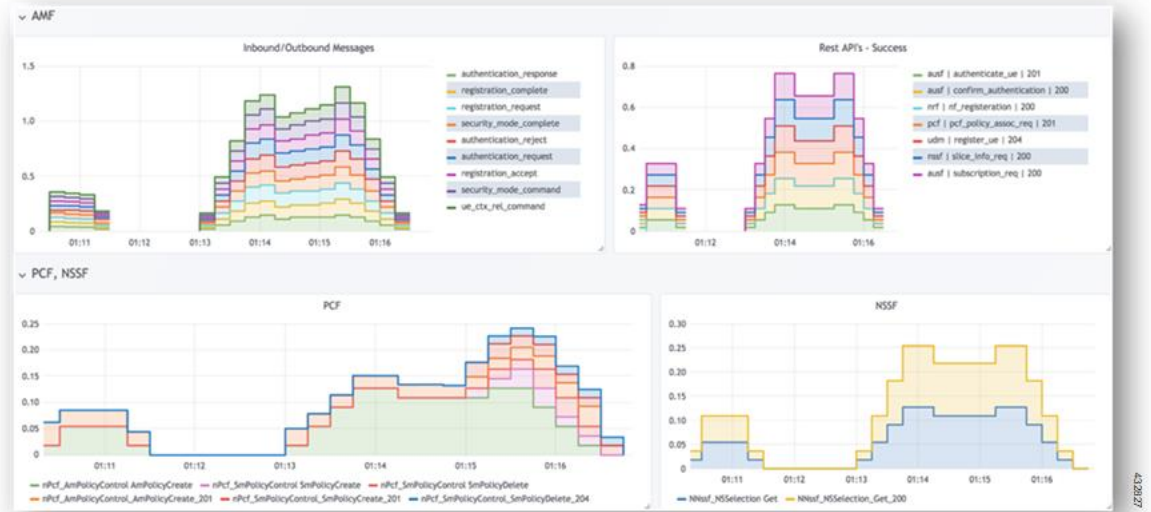 AMF
Inbound/Outbound Messages
1.5
1.0
0.5
0
01:11 01:12 01:13 01:14 01:15 01:16
authentication_response
registration_complete
registration_request
security_mode_complete
authentication_reject
authentication_request
registration_accept
security_mode_command
ue_ctx_rel_command
Rest API's - Success
0.8
0.6
0.4
0.2
0
01:12 01:14 01:16
ausf | authenticate_ue | 201
ausf | confirm_authentication | 200
nrf | nf_registeration | 200
pcf | pcf_policy_assoc_req | 201
udm | register_ue | 204
nssf | slice_info_req | 200
ausf | subscription_req | 200
PCF, NSSF
PCF
0.25
0.20
0.15
0.10
0.05
0
01:11 01:12 01:13 01:14 01:15 01:16
nPcf_AmPolicyControl AmPolicyCreate nPcf_SmPolicyControl SmPolicyCreate nPcf_SmPolicyControl SmPolicyDelete
nPcf_AmPolicyControl_AmPolicyCreate_201 nPcf_SmPolicyControl_SmPolicyCreate_201 nPcf_SmPolicyControl_SmPolicyDelete_204
NSSF
0.30
0.25
0.20
0.15
0.10
0.05
0
01:11 01:12 01:13 01:14 01:15 01:16
NNssf_NSSelection Get NNssf_NSSelection_Get_200
432827